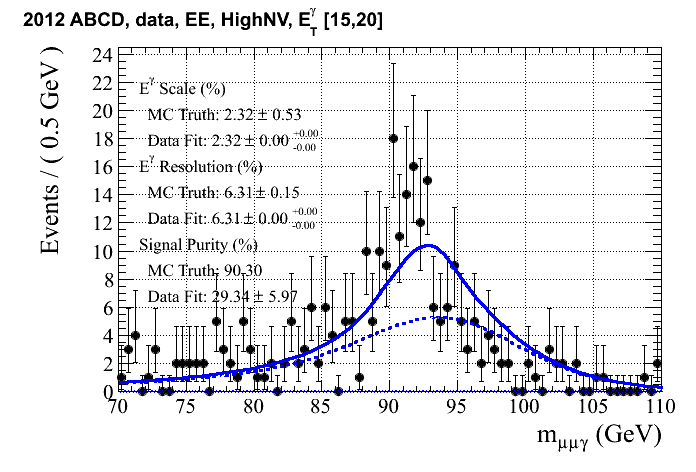 2012 ABCD, data, EE, HighNV, E_T^γ [15,20]
Events / ( 0.5 GeV )
24
22
20
18
16
14
12
10
8
6
4
2
0
E^γ Scale (%)
MC Truth: 2.32 ± 0.53
Data Fit: 2.32 ± 0.00 +0.00 -0.00
E^γ Resolution (%)
MC Truth: 6.31 ± 0.15
Data Fit: 6.31 ± 0.00 +0.00 -0.00
Signal Purity (%)
MC Truth: 90.30
Data Fit: 29.34 ± 5.97
70 75 80 85 90 95 100 105 110
m_μμγ (GeV)